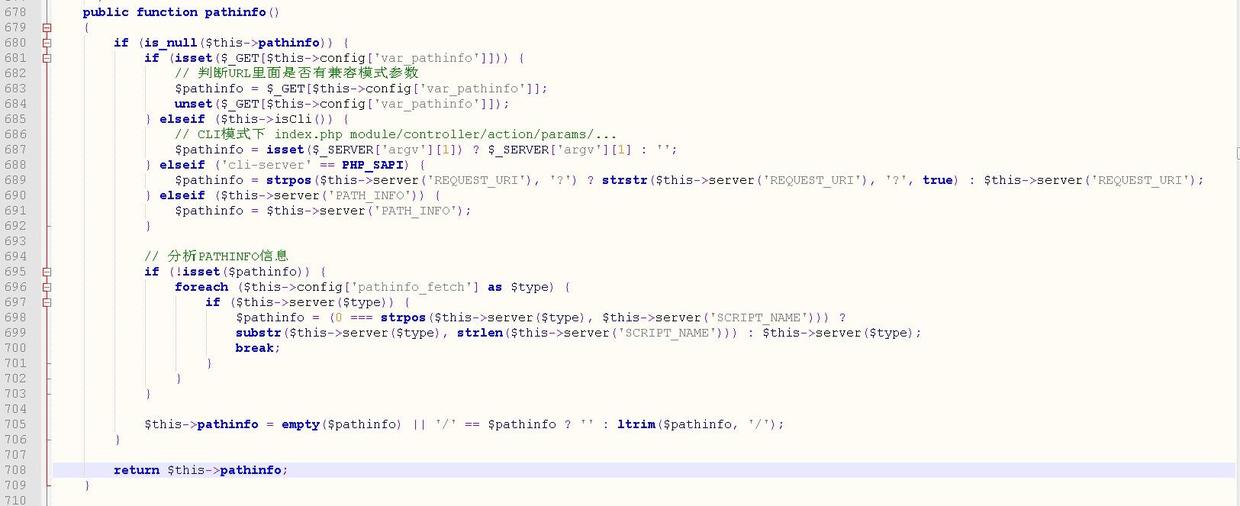 678 public function pathinfo()
679 {
680 if (is_null($this->pathinfo)) {
681 if (isset($_GET[$this->config['var_pathinfo']])) {
682 // 判断URL里面是否有兼容模式参数
683 $pathinfo = $_GET[$this->config['var_pathinfo']];
684 unset($_GET[$this->config['var_pathinfo']]);
685 } elseif ($this->isCli()) {
686 // CLI模式下 index.php module/controller/action/params/...
687 $pathinfo = isset($_SERVER['argv'][1]) ? $_SERVER['argv'][1] : '';
688 } elseif ('cli-server' == PHP_SAPI) {
689 $pathinfo = strpos($this->server('REQUEST_URI'), '?') ? strstr($this->server('REQUEST_URI'), '?', true) : $this->server('REQUEST_URI');
690 } elseif ($this->server('PATH_INFO')) {
691 $pathinfo = $this->server('PATH_INFO');
692 }
693
694 // 分析PATHINFO信息
695 if (!isset($pathinfo)) {
696 foreach ($this->config['pathinfo_fetch'] as $type) {
697 if ($this->server($type)) {
698 $pathinfo = (0 === strpos($this->server($type), $this->server('SCRIPT_NAME'))) ?
699 substr($this->server($type), strlen($this->server('SCRIPT_NAME'))) : $this->server($type);
700 break;
701 }
702 }
703 }
704
705 $this->pathinfo = empty($pathinfo) || '/' == $pathinfo ? '' : ltrim($pathinfo, '/');
706 }
707
708 return $this->pathinfo;
709 }
710